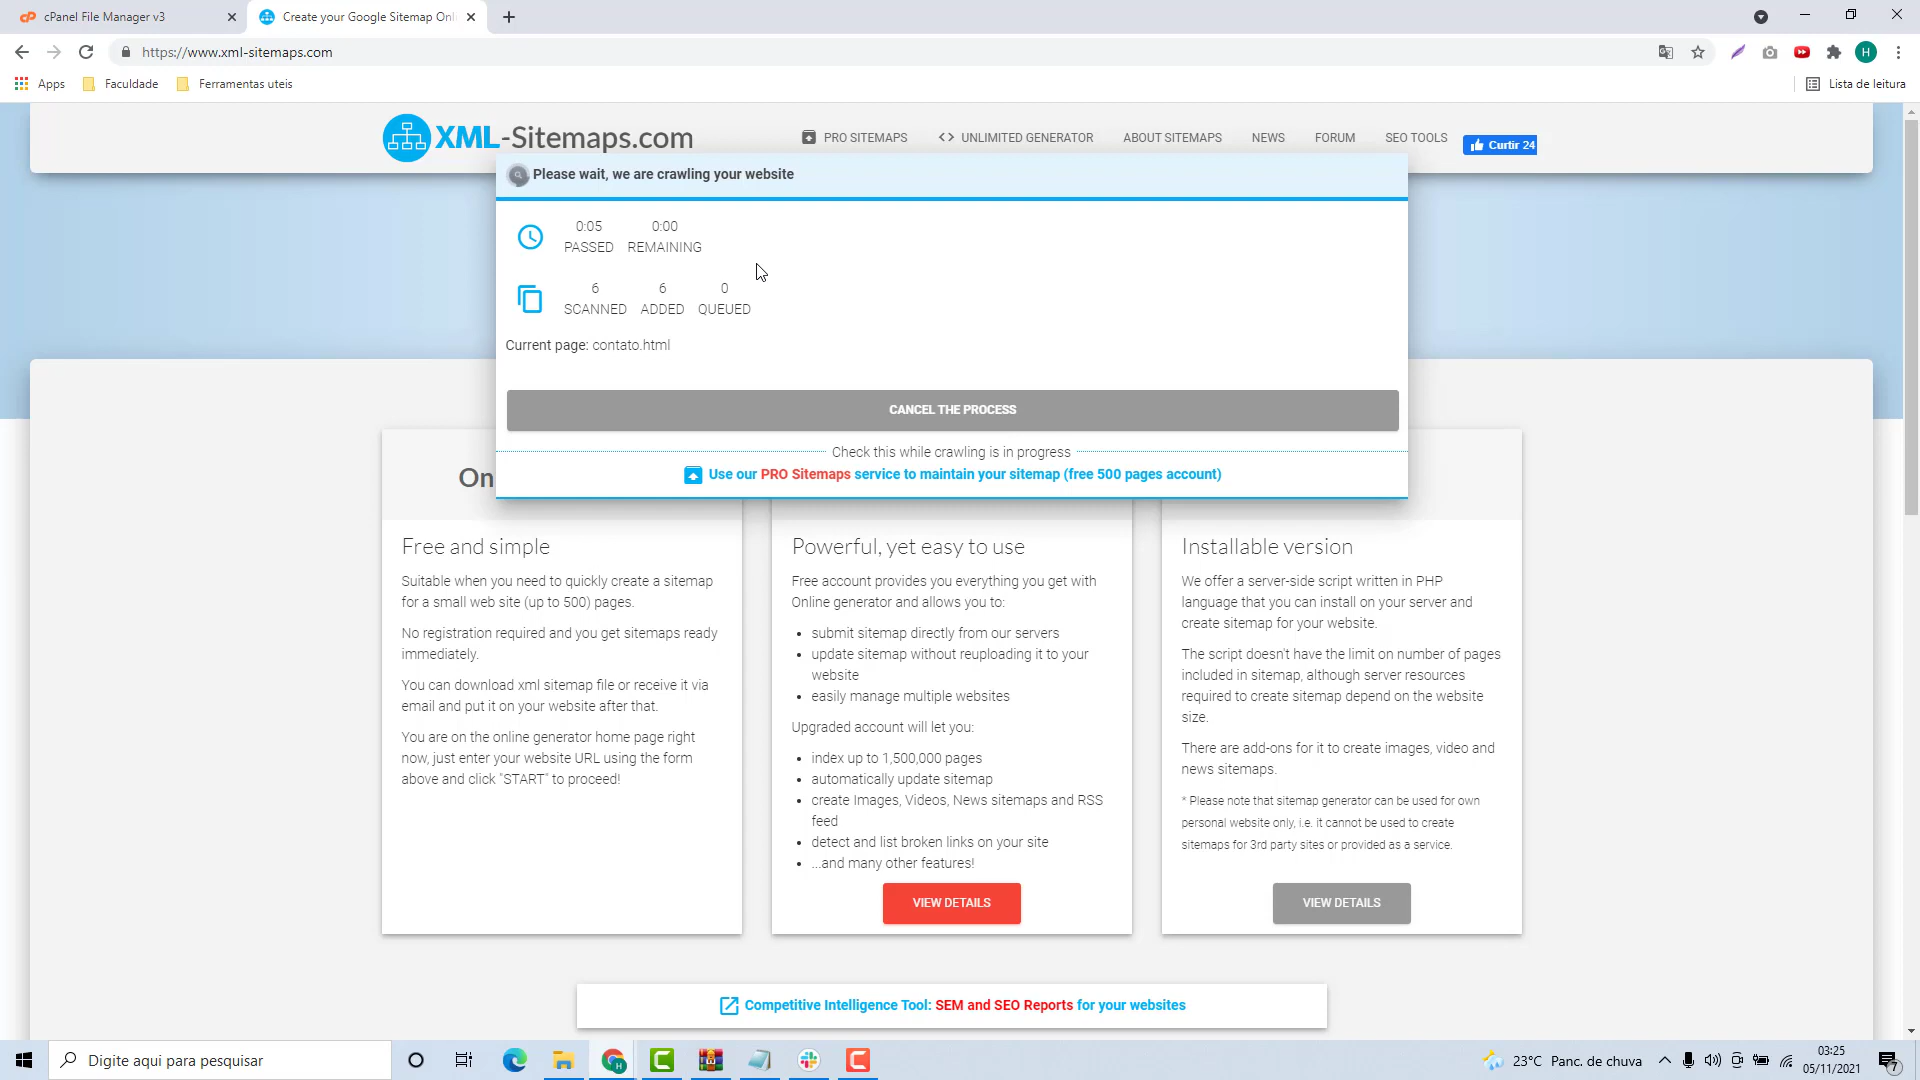 cPanel File Manager v3
Create your Google Sitemap Onli
https://www.xml-sitemaps.com
H
Apps
Faculdade
Ferramentas uteis
Lista de leitura
XML-Sitemaps.com
PRO SITEMAPS
UNLIMITED GENERATOR
ABOUT SITEMAPS
NEWS
FORUM
SEO TOOLS
Curtir 24
Please wait, we are crawling your website
0:05 0:00
PASSED REMAINING
6 6 0
SCANNED ADDED QUEUED
Current page: contato.html
CANCEL THE PROCESS
Check this while crawling is in progress
Use our PRO Sitemaps service to maintain your sitemap (free 500 pages account)
On
Free and simple
Suitable when you need to quickly create a sitemap
for a small web site (up to 500) pages.
No registration required and you get sitemaps ready
immediately.
You can download xml sitemap file or receive it via
email and put it on your website after that.
You are on the online generator home page right
now, just enter your website URL using the form
above and click "START" to proceed!
Powerful, yet easy to use
Free account provides you everything you get with
Online generator and allows you to:
• submit sitemap directly from our servers
• update sitemap without reuploading it to your
website
• easily manage multiple websites
Upgraded account will let you:
• index up to 1,500,000 pages
• automatically update sitemap
• create Images, Videos, News sitemaps and RSS
feed
• detect and list broken links on your site
• ...and many other features!
VIEW DETAILS
Installable version
We offer a server-side script written in PHP
language that you can install on your server and
create sitemap for your website.
The script doesn't have the limit on number of pages
included in sitemap, although server resources
required to create sitemap depend on the website
size.
There are add-ons for it to create images, video and
news sitemaps.
* Please note that sitemap generator can be used for own
personal website only, i.e. it cannot be used to create
sitemaps for 3rd party sites or provided as a service.
VIEW DETAILS
Competitive Intelligence Tool: SEM and SEO Reports for your websites
Digite aqui para pesquisar
23°C Panc. de chuva
03:25
05/11/2021
7